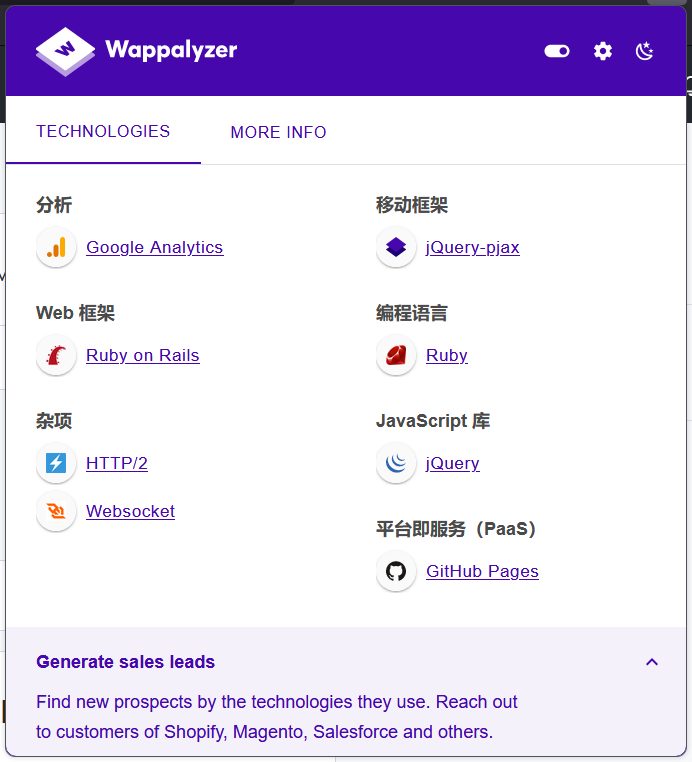 Wappalyzer
TECHNOLOGIES
MORE INFO
分析
Google Analytics
Web 框架
Ruby on Rails
杂项
HTTP/2
Websocket
移动框架
jQuery-pjax
编程语言
Ruby
JavaScript 库
jQuery
平台即服务（PaaS）
GitHub Pages
Generate sales leads
Find new prospects by the technologies they use. Reach out
to customers of Shopify, Magento, Salesforce and others.